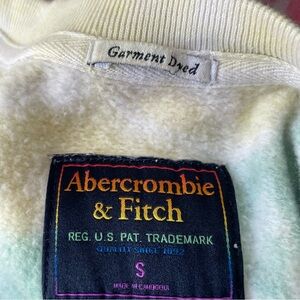 Garment Dyed
Abercrombie
& Fitch
REG. U.S. PAT. TRADEMARK
QUALITY SINCE 1892
S
MADE IN CAMBODIA